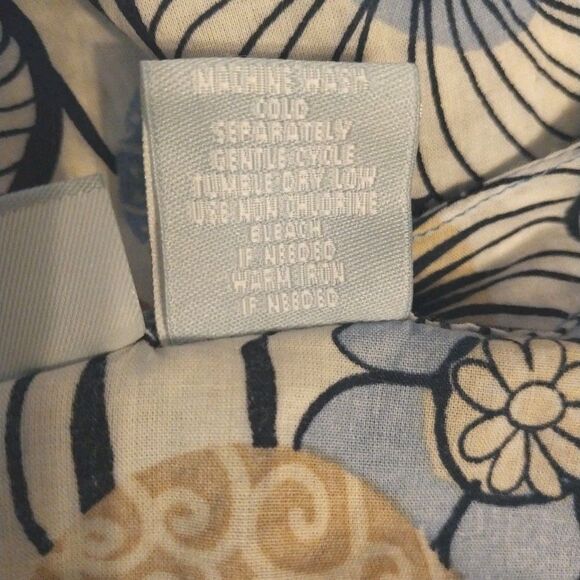 MACHINE WASH
COLD
SEPARATELY
GENTLE CYCLE
TUMBLE DRY LOW
USE NON CHLORINE
BLEACH
IF NEEDED
WARM IRON
IF NEEDED